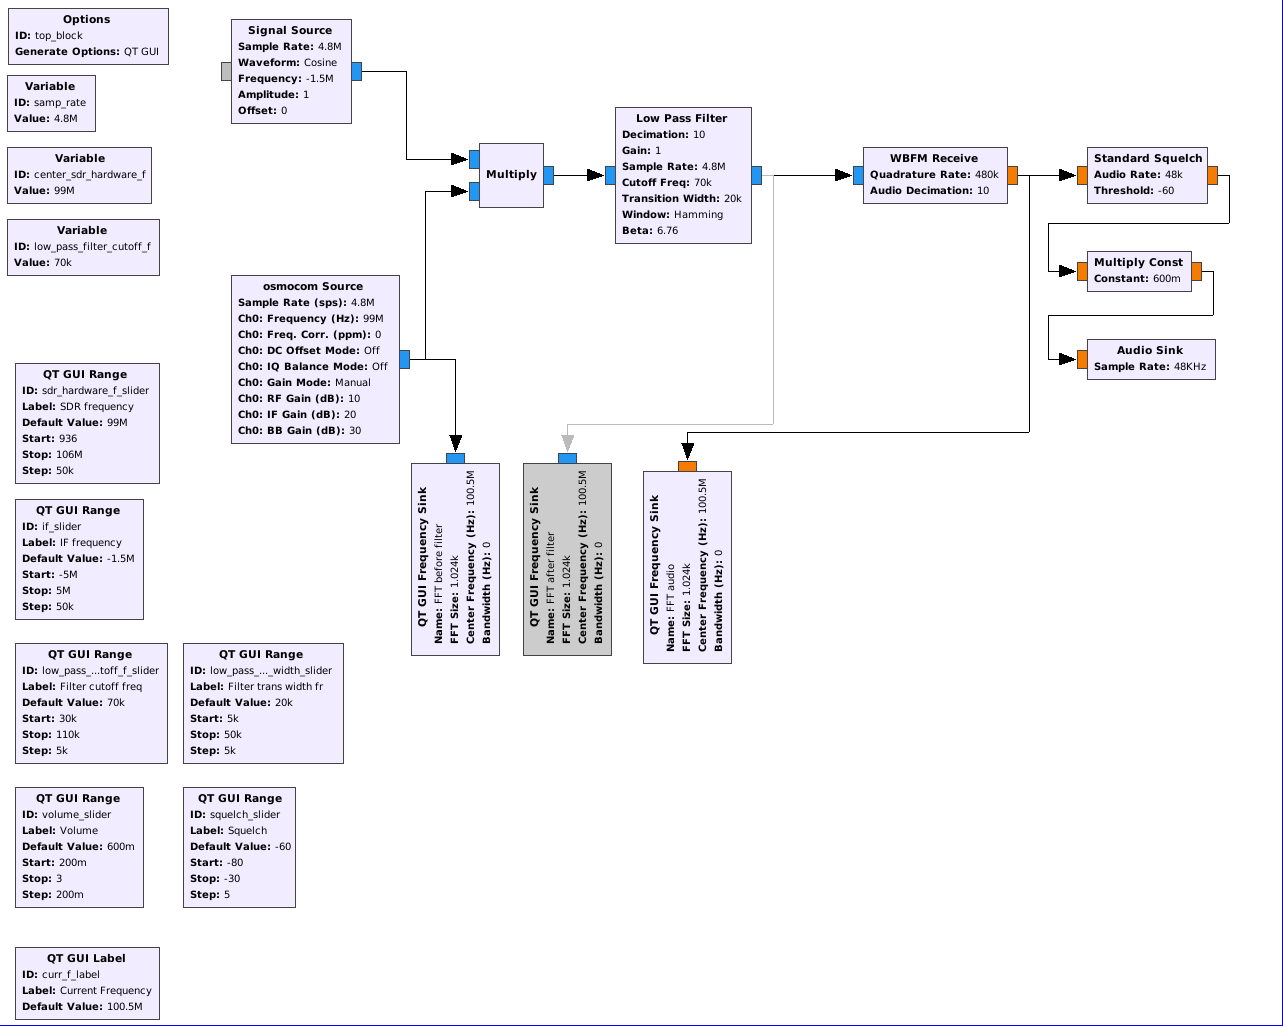 Options
ID: top_block
Generate Options: QT GUI
Variable
ID: samp_rate
Value: 4.8M
Variable
ID: center_sdr_hardware_f
Value: 99M
Variable
ID: low_pass_filter_cutoff_f
Value: 70k
QT GUI Range
ID: sdr_hardware_f_slider
Label: SDR frequency
Default Value: 99M
Start: 936
Stop: 106M
Step: 50k
QT GUI Range
ID: if_slider
Label: IF frequency
Default Value: -1.5M
Start: -5M
Stop: 5M
Step: 50k
QT GUI Range
ID: low_pass_...toff_f_slider
Label: Filter cutoff freq
Default Value: 70k
Start: 30k
Stop: 110k
Step: 5k
QT GUI Range
ID: low_pass_..._width_slider
Label: Filter trans width fr
Default Value: 20k
Start: 5k
Stop: 50k
Step: 5k
QT GUI Range
ID: volume_slider
Label: Volume
Default Value: 600m
Start: 200m
Stop: 3
Step: 200m
QT GUI Range
ID: squelch_slider
Label: Squelch
Default Value: -60
Start: -80
Stop: -30
Step: 5
QT GUI Label
ID: curr_f_label
Label: Current Frequency
Default Value: 100.5M
Signal Source
Sample Rate: 4.8M
Waveform: Cosine
Frequency: -1.5M
Amplitude: 1
Offset: 0
osmocom Source
Sample Rate (sps): 4.8M
Ch0: Frequency (Hz): 99M
Ch0: Freq. Corr. (ppm): 0
Ch0: DC Offset Mode: Off
Ch0: IQ Balance Mode: Off
Ch0: Gain Mode: Manual
Ch0: RF Gain (dB): 10
Ch0: IF Gain (dB): 20
Ch0: BB Gain (dB): 30
Multiply
Low Pass Filter
Decimation: 10
Gain: 1
Sample Rate: 4.8M
Cutoff Freq: 70k
Transition Width: 20k
Window: Hamming
Beta: 6.76
WBFM Receive
Quadrature Rate: 480k
Audio Decimation: 10
Standard Squelch
Audio Rate: 48k
Threshold: -60
Multiply Const
Constant: 600m
Audio Sink
Sample Rate: 48KHz
QT GUI Frequency Sink
Name: FFT before filter
FFT Size: 1.024k
Center Frequency (Hz): 100.5M
Bandwidth (Hz): 0
QT GUI Frequency Sink
Name: FFT after filter
FFT Size: 1.024k
Center Frequency (Hz): 100.5M
Bandwidth (Hz): 0
QT GUI Frequency Sink
Name: FFT audio
FFT Size: 1.024k
Center Frequency (Hz): 100.5M
Bandwidth (Hz): 0